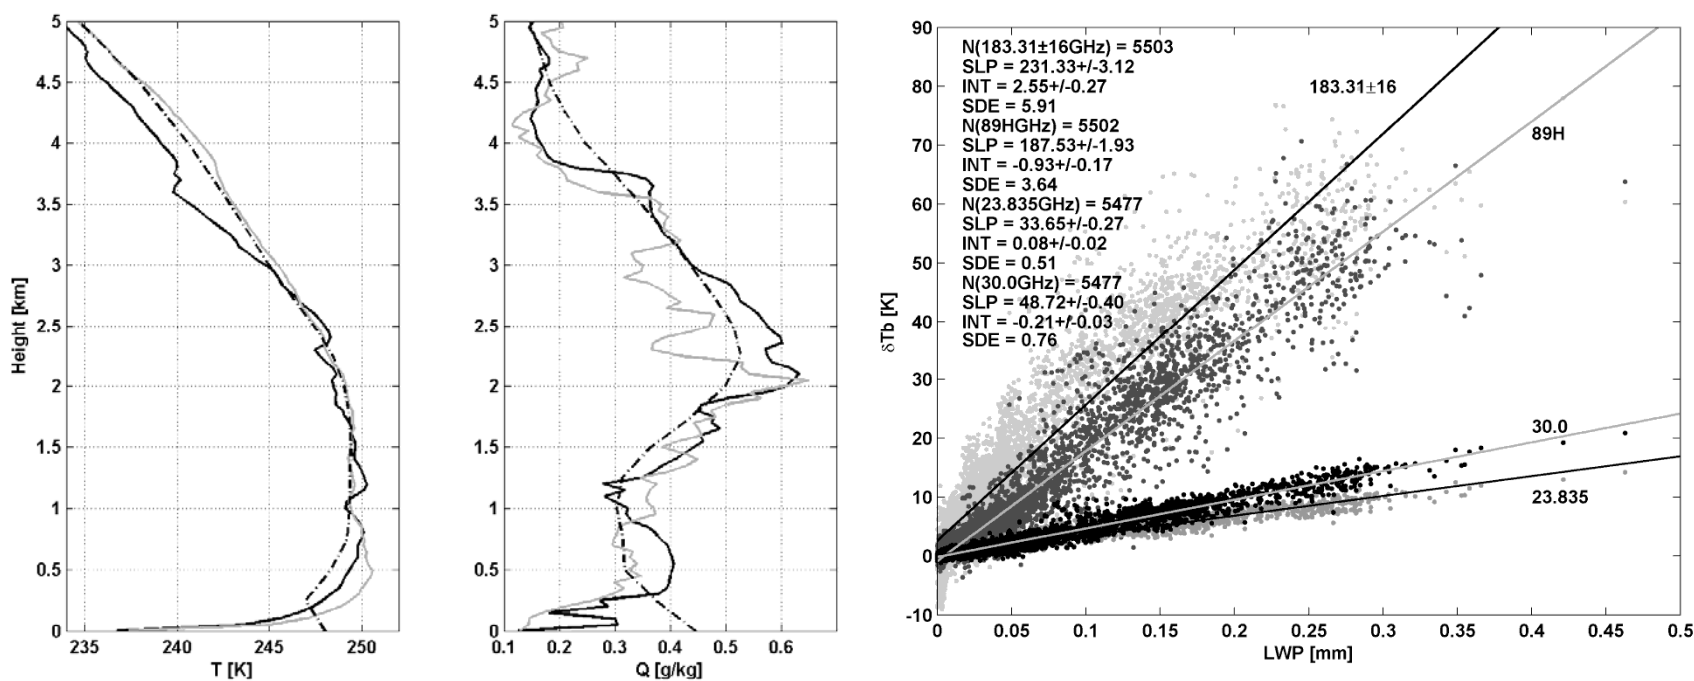 5
4.5
4
3.5
3
2.5
2
1.5
1
0.5
0
Height [km]
235 240 245 250
T [K]
5
4.5
4
3.5
3
2.5
2
1.5
1
0.5
0
0.1 0.2 0.3 0.4 0.5 0.6
Q [g/kg]
90
80
70
60
50
40
30
20
10
0
-10
δTb [K]
N(183.31±16GHz) = 5503
SLP = 231.33+/-3.12
INT = 2.55+/-0.27
SDE = 5.91
N(89HGHz) = 5502
SLP = 187.53+/-1.93
INT = -0.93+/-0.17
SDE = 3.64
N(23.835GHz) = 5477
SLP = 33.65+/-0.27
INT = 0.08+/-0.02
SDE = 0.51
N(30.0GHz) = 5477
SLP = 48.72+/-0.40
INT = -0.21+/-0.03
SDE = 0.76
183.31±16
89H
30.0
23.835
0 0.05 0.1 0.15 0.2 0.25 0.3 0.35 0.4 0.45 0.5
LWP [mm]